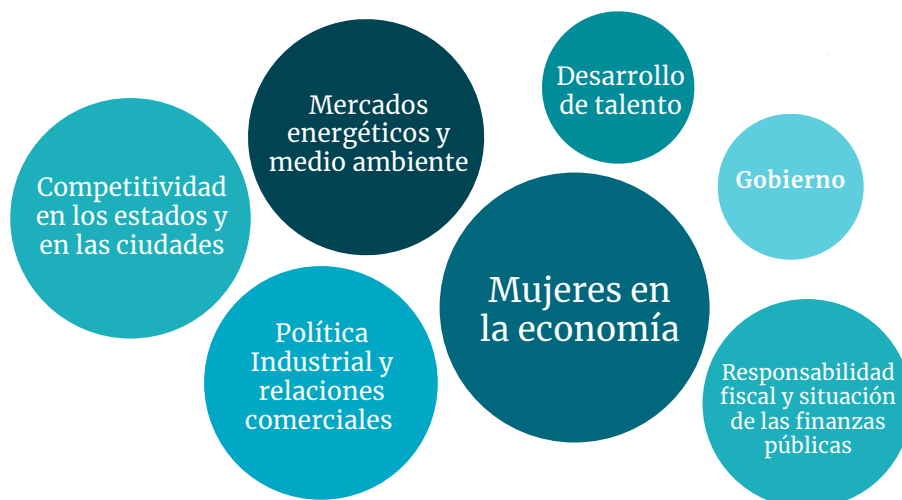 Desarrollo
de talento
Mercados
energéticos y
medio ambiente
Gobierno
Competitividad
en los estados y
en las ciudades
Mujeres en
la economía
Política
Industrial y
relaciones
comerciales
Responsabilidad
fiscal y situación
de las finanzas
públicas